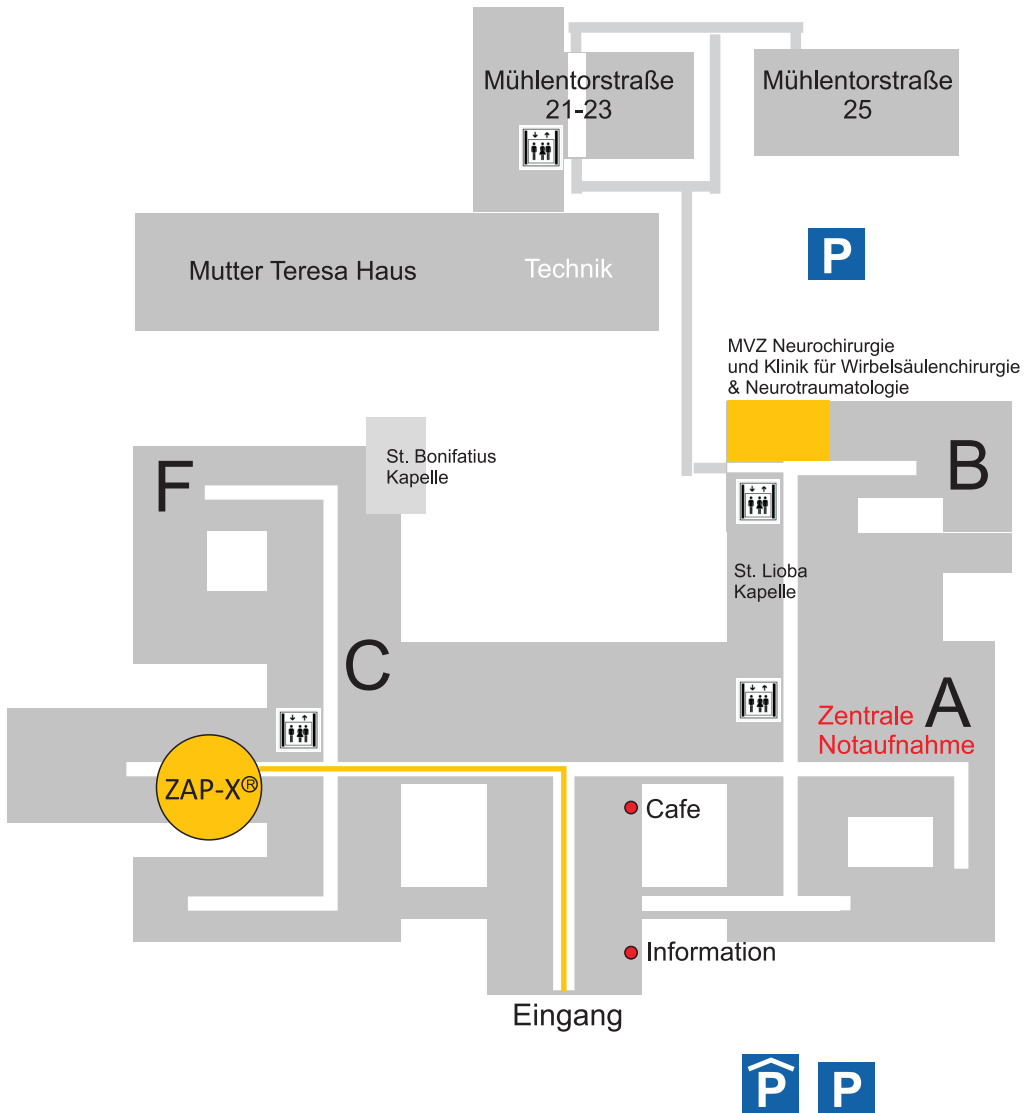 Mühlentorstraße
21-23
Mühlentorstraße
25
Mutter Teresa Haus
Technik
P
MVZ Neurochirurgie
und Klinik für Wirbelsäulenchirurgie
& Neurotraumatologie
F
St. Bonifatius
Kapelle
B
St. Lioba
Kapelle
C
A
Zentrale
Notaufnahme
ZAP-X®
Cafe
Information
Eingang
P
P